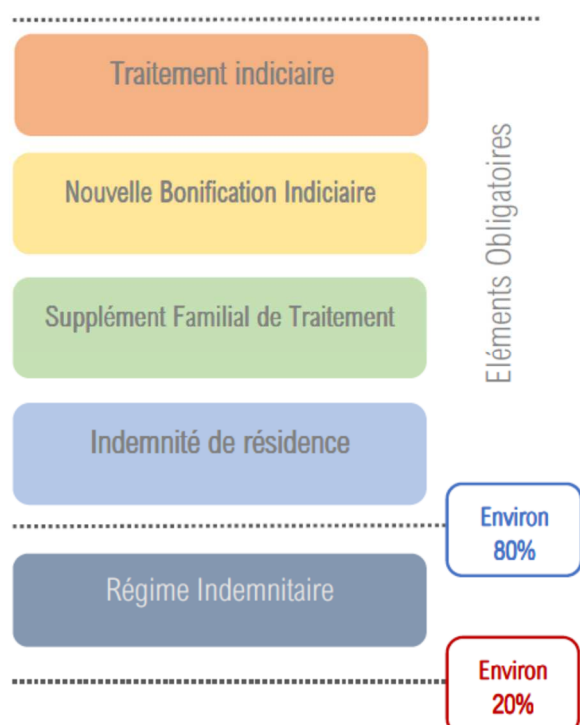 Traitement indiciaire
Nouvelle Bonification Indiciaire
Supplément Familial de Traitement
Indemnité de résidence
Eléments Obligatoires
Environ
80%
Régime Indemnitaire
Environ
20%